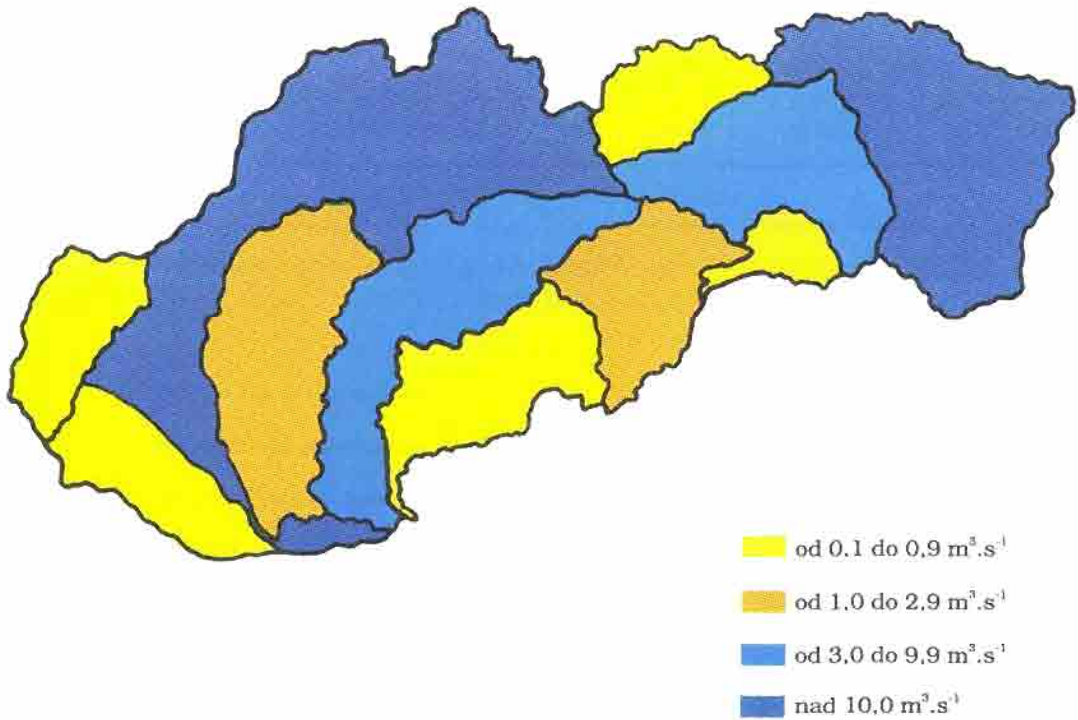 od 0.1 do 0,9 m³.s⁻¹
od 1,0 do 2,9 m³.s⁻¹
od 3,0 do 9,9 m³.s⁻¹
nad 10,0 m³.s⁻¹